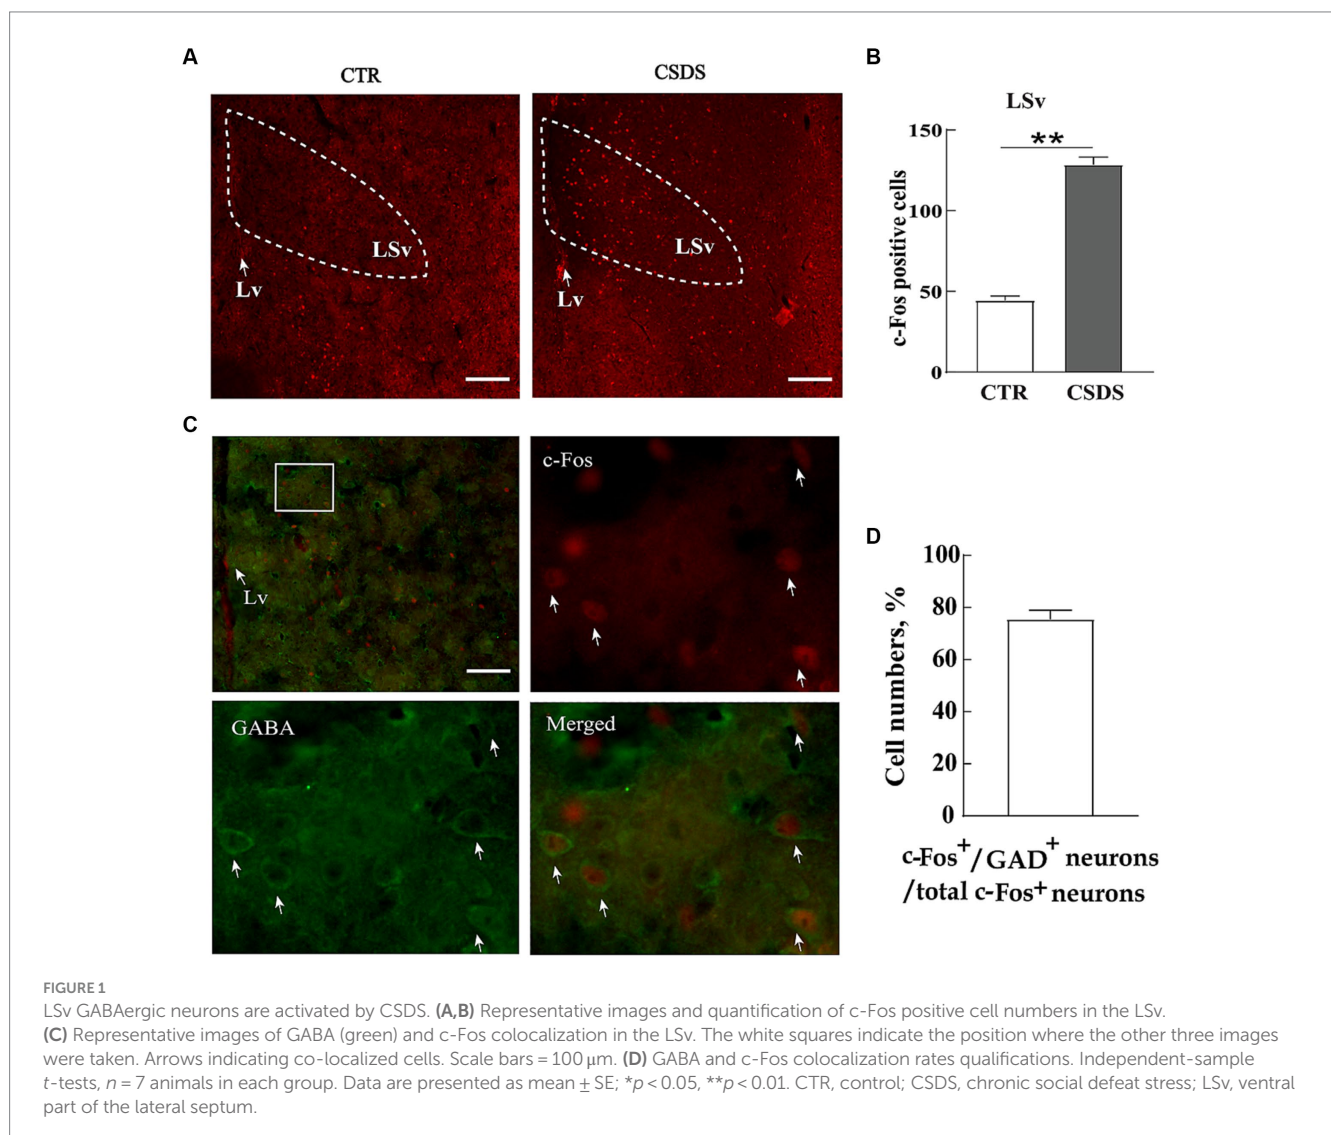 A
CTR
CSDS
LSv
Lv
LSv
Lv
B
LSv
**
c-Fos positive cells
150
100
50
0
CTR
CSDS
C
Lv
c-Fos
GABA
Merged
D
Cell numbers, %
100
80
60
40
20
0
c-Fos+/GAD+ neurons
/total c-Fos+ neurons
FIGURE 1
LSv GABAergic neurons are activated by CSDS. (A,B) Representative images and quantification of c-Fos positive cell numbers in the LSv.
(C) Representative images of GABA (green) and c-Fos colocalization in the LSv. The white squares indicate the position where the other three images
were taken. Arrows indicating co-localized cells. Scale bars = 100 μm. (D) GABA and c-Fos colocalization rates qualifications. Independent-sample
t-tests, n = 7 animals in each group. Data are presented as mean ± SE; *p < 0.05, **p < 0.01. CTR, control; CSDS, chronic social defeat stress; LSv, ventral
part of the lateral septum.